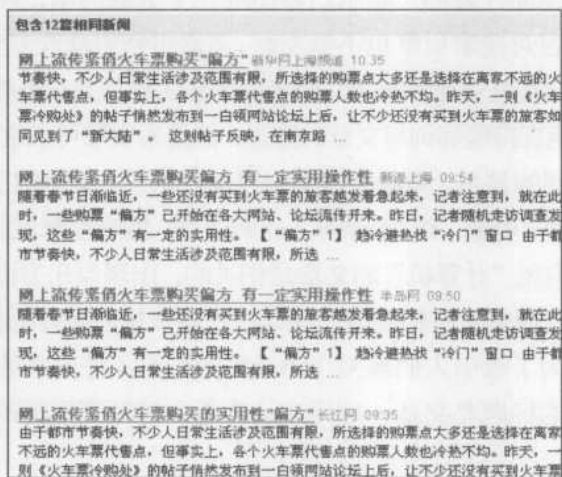 包含12篇相同新闻
网上流传紧俏火车票购买"偏方" 新华网上海频道 10:35
节奏快，不少人日常生活涉及范围有限，所选择的购票点大多还是选择在离家不远的火
车票代售点，但事实上，各个火车票代售点的购票人数也冷热不均。昨天，一则《火车
票冷购处》的帖子悄然发布到一白领网站论坛上后，让不少还没有买到火车票的旅客如
同见到了“新大陆”。 这则帖子反映，在南京路 ...
网上流传紧俏火车票购买偏方 有一定实用操作性 新浪上海 09:54
随着春节日渐临近，一些还没有买到火车票的旅客越发着急起来，记者注意到，就在此
时，一些购票“偏方”已开始在各大网站、论坛流传开来。昨日，记者随机走访调查发
现，这些“偏方”有一定的实用性。 【“偏方”1】 趋冷避热找“冷门”窗口 由于都
市节奏快，不少人日常生活涉及范围有限，所选 ...
网上流传紧俏火车票购买偏方 有一定实用操作性 半岛网 09:50
随着春节日渐临近，一些还没有买到火车票的旅客越发着急起来，记者注意到，就在此
时，一些购票“偏方”已开始在各大网站、论坛流传开来。昨日，记者随机走访调查发
现，这些“偏方”有一定的实用性。 【“偏方”1】 趋冷避热找“冷门”窗口 由于都
市节奏快，不少人日常生活涉及范围有限，所选 ...
网上流传紧俏火车票购买的实用性"偏方" 长江网 09:35
由于都市节奏快，不少人日常生活涉及范围有限，所选择的购票点大多还是选择在离家
不远的火车票代售点，但事实上，各个火车票代售点的购票人数也冷热不均。昨天，一
则《火车票冷购处》的帖子悄然发布到一白领网站论坛上后，让不少还没有买到火车票